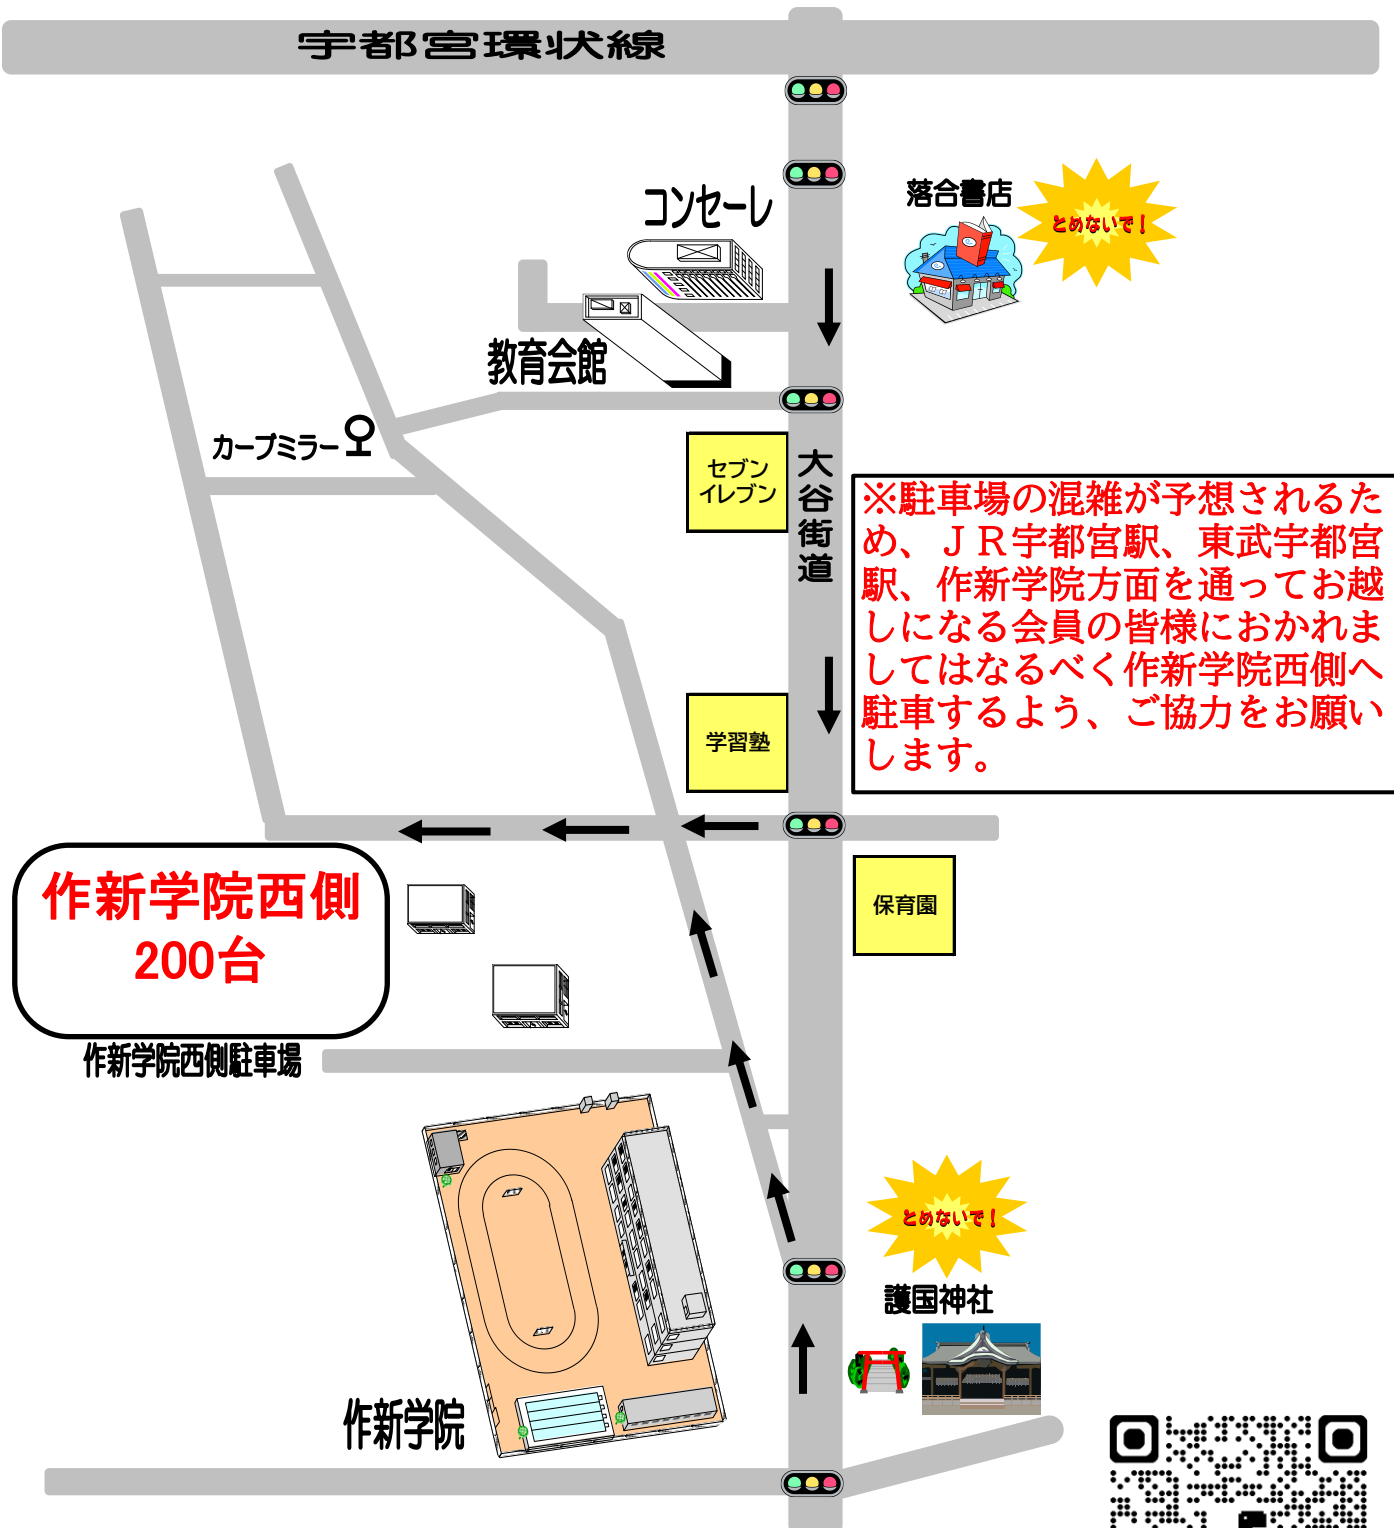 宇都宮環状線
コンセーレ
落合書店
とめないで！
教育会館
カーブミラー
セブン
イレブン
大谷街道
※駐車場の混雑が予想されるた
め、ＪＲ宇都宮駅、東武宇都宮
駅、作新学院方面を通ってお越
しになる会員の皆様におかれま
してはなるべく作新学院西側へ
駐車するよう、ご協力をお願い
します。
学習塾
作新学院西側
200台
保育園
作新学院西側駐車場
とめないで！
護国神社
作新学院